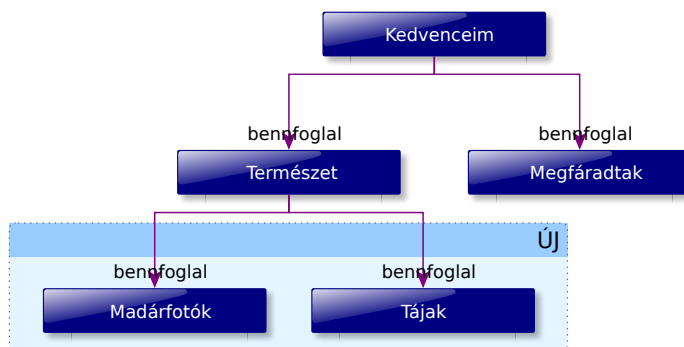 Kedvenceim
bennfoglal
bennfoglal
Természet
Megfáradtak
ÚJ
bennfoglal
bennfoglal
Madárfotók
Tájak